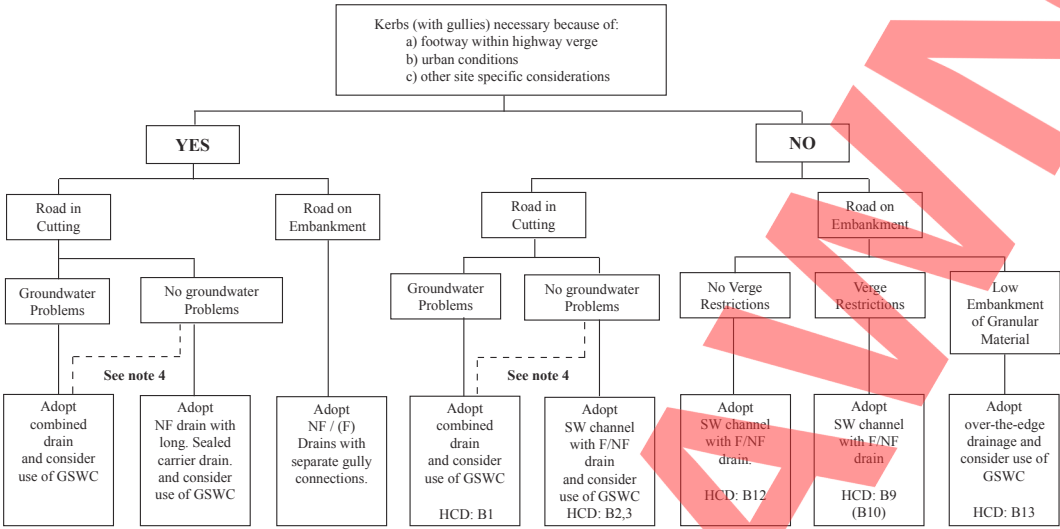 Kerbs (with gullies) necessary because of:
a) footway within highway verge
b) urban conditions
c) other site specific considerations
YES
NO
Road in
Cutting
Road on
Embankment
Road in
Cutting
Road on
Embankment
Groundwater
Problems
No groundwater
Problems
Groundwater
Problems
No groundwater
Problems
No Verge
Restrictions
Verge
Restrictions
Low
Embankment
of Granular
Material
See note 4
See note 4
Adopt
combined
drain
and consider
use of GSWC
Adopt
NF drain with
long. Sealed
carrier drain.
and consider
use of GSWC
Adopt
NF / (F)
Drains with
separate gully
connections.
Adopt
combined
drain
and consider
use of GSWC
HCD: B1
Adopt
SW channel
with F/NF
drain
and consider
use of GSWC
HCD: B2,3
Adopt
SW channel
with F/NF
drain.
HCD: B12
Adopt
SW channel
with F/NF
drain
HCD: B9
(B10)
Adopt
over-the-edge
drainage and
consider use of
GSWC
HCD: B13